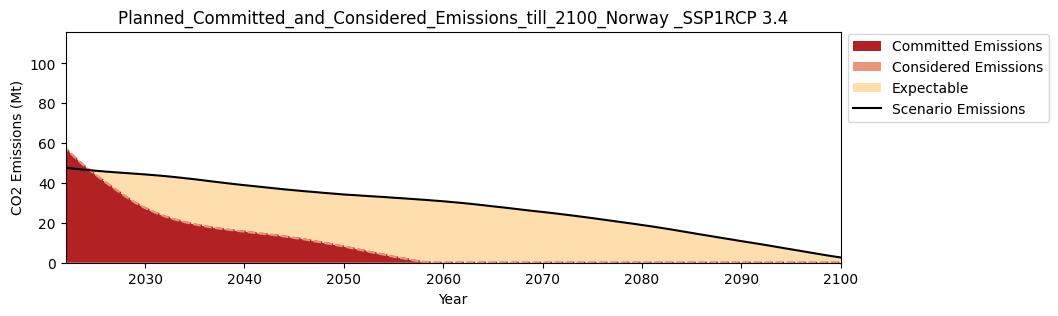 Planned_Committed_and_Considered_Emissions_till_2100_Norway _SSP1RCP 3.4
Committed Emissions
Considered Emissions
Expectable
Scenario Emissions
CO2 Emissions (Mt)
100
80
60
40
20
0
2030 2040 2050 2060 2070 2080 2090 2100
Year